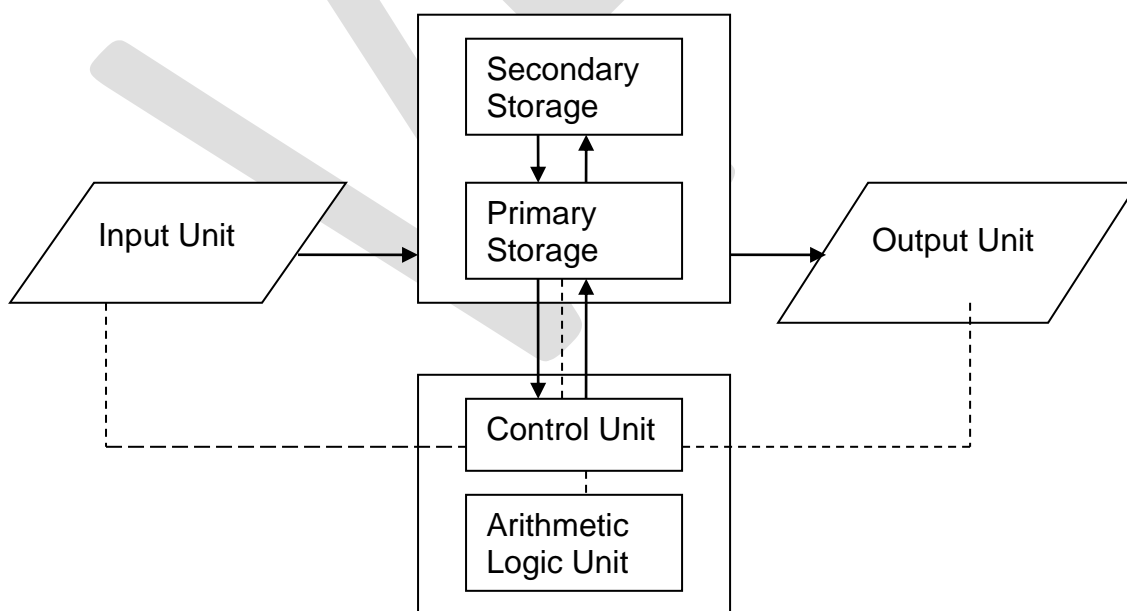 Secondary
Storage
Input Unit
Primary
Storage
Output Unit
Control Unit
Arithmetic
Logic Unit